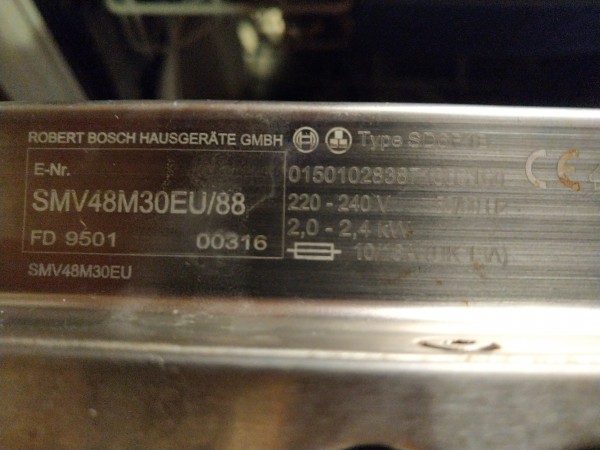 ROBERT BOSCH HAUSGERÄTE GMBH
E-Nr.
SMV48M30EU/88
FD 9501 00316
SMV48M30EU
Type
220 - 240 V
2,0 - 2,4 kW
CE